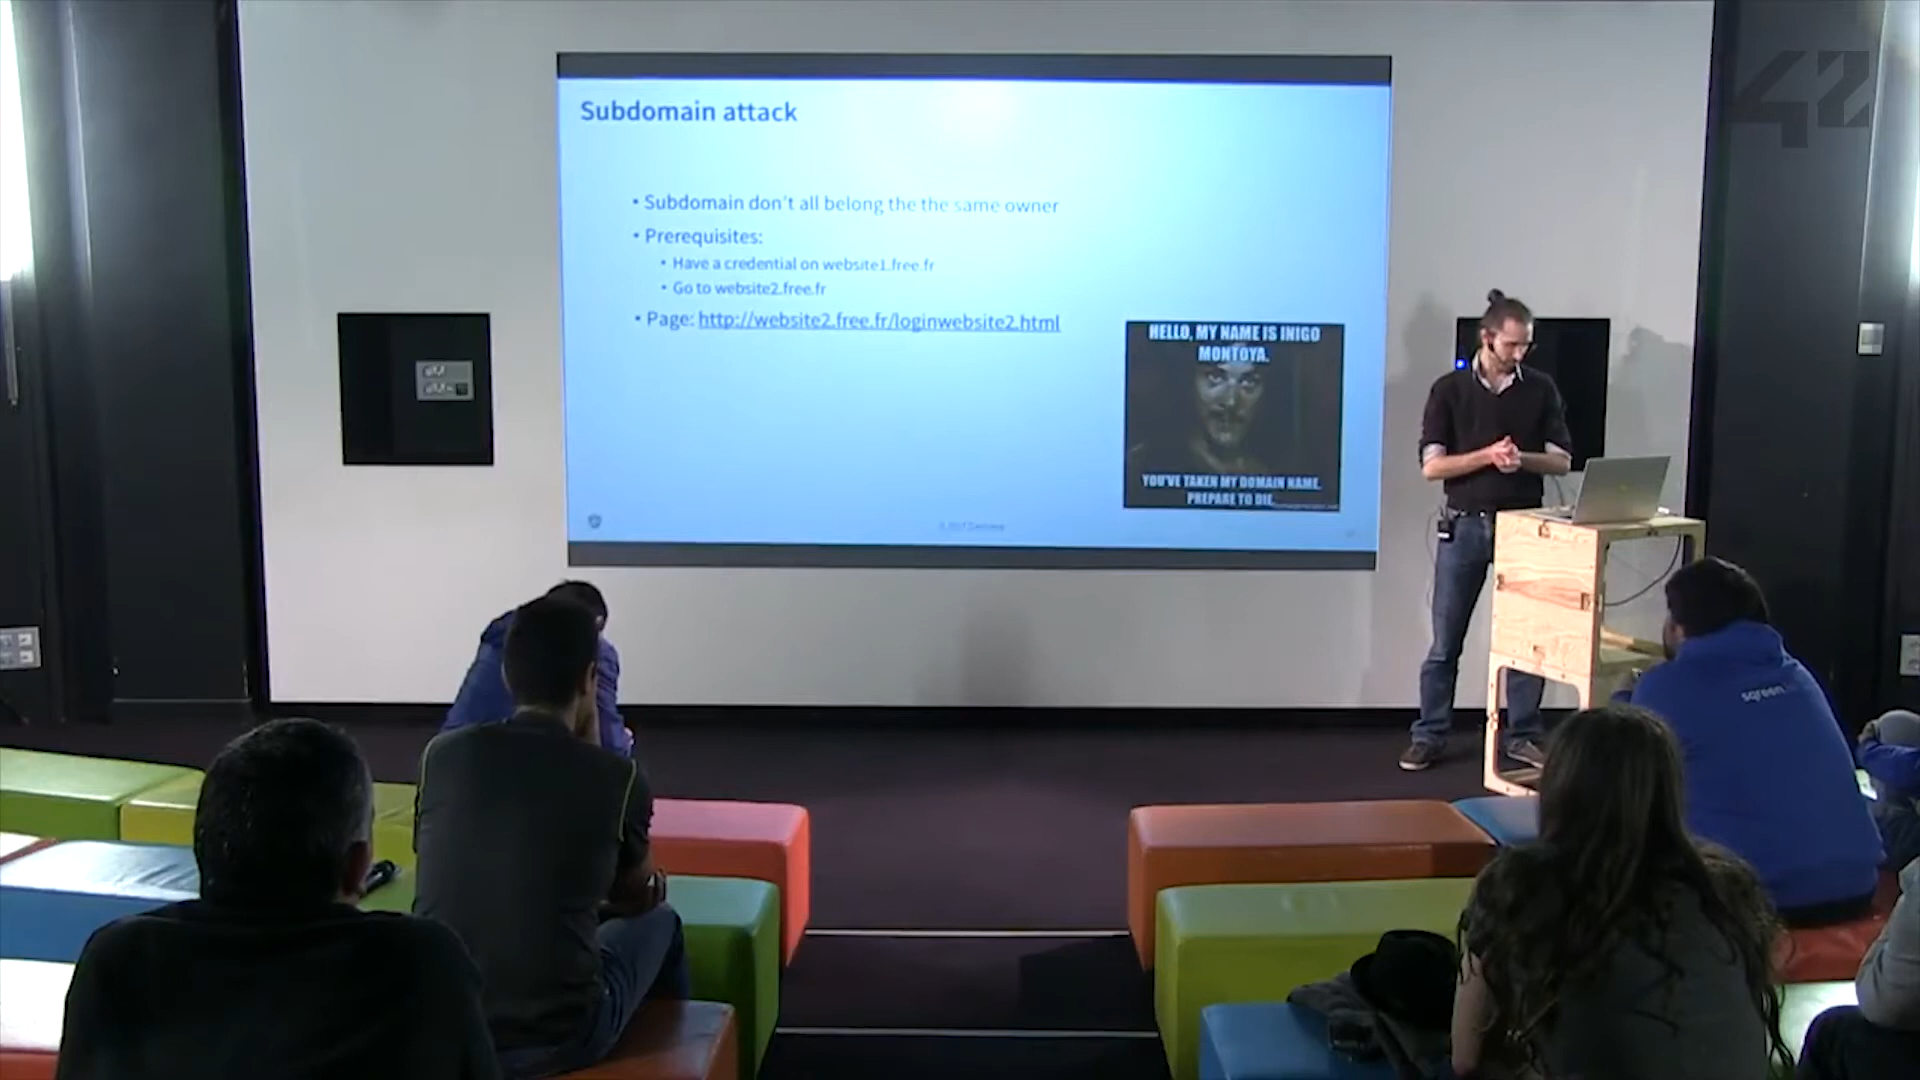 42
Subdomain attack
• Subdomain don't all belong the the same owner
• Prerequisites:
• Have a credential on website1.free.fr
• Go to website2.free.fr
• Page: http://website2.free.fr/loginwebsite2.html
HELLO, MY NAME IS INIGO
MONTOYA.
YOU'VE TAKEN MY DOMAIN NAME.
PREPARE TO DIE.
sqreen